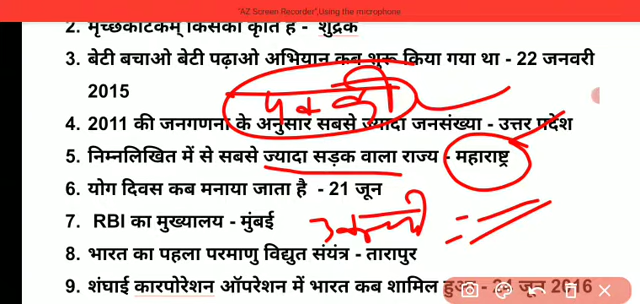 "AZ Screen Recorder",Using the microphone
2. मृच्छकटिकम् किसकी कृति है - शुद्रक
3. बेटी बचाओ बेटी पढ़ाओ अभियान कब शुरू किया गया था - 22 जनवरी
2015
4. 2011 की जनगणना के अनुसार सबसे ज्यादा जनसंख्या - उत्तर प्रदेश
5. निम्नलिखित में से सबसे ज्यादा सड़क वाला राज्य - महाराष्ट्र
6. योग दिवस कब मनाया जाता है - 21 जून
7. RBI का मुख्यालय - मुंबई
8. भारत का पहला परमाणु विद्युत संयंत्र - तारापुर
9. शंघाई कारपोरेशन ऑपरेशन में भारत कब शामिल हुआ - 24 जून 2016